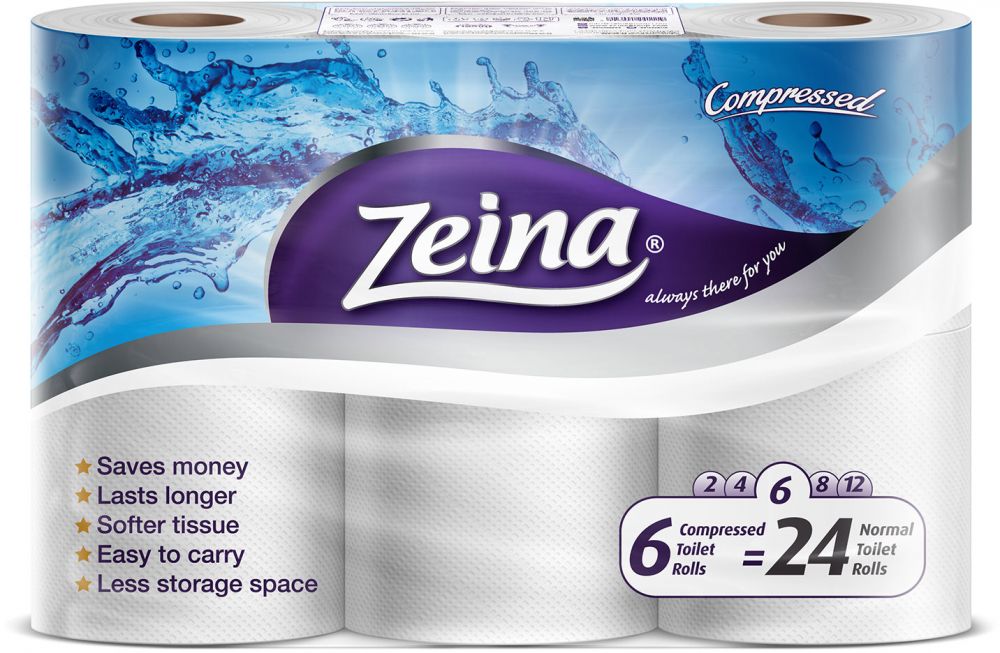 Compressed
Zeina®
always there for you
★ Saves money
★ Lasts longer
★ Softer tissue
★ Easy to carry
★ Less storage space
2 4 6 8 12
6 Compressed Toilet Rolls = 24 Normal Toilet Rolls